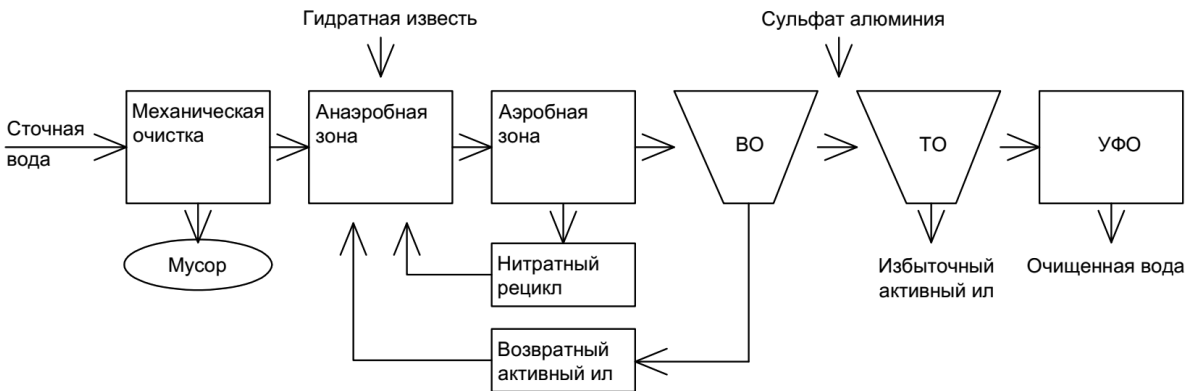 Гидратная известь
Сульфат алюминия
Сточная
вода
Механическая
очистка
Анаэробная
зона
Аэробная
зона
ВО
ТО
УФО
Мусор
Нитратный
рецикл
Избыточный
активный ил
Очищенная вода
Возвратный
активный ил